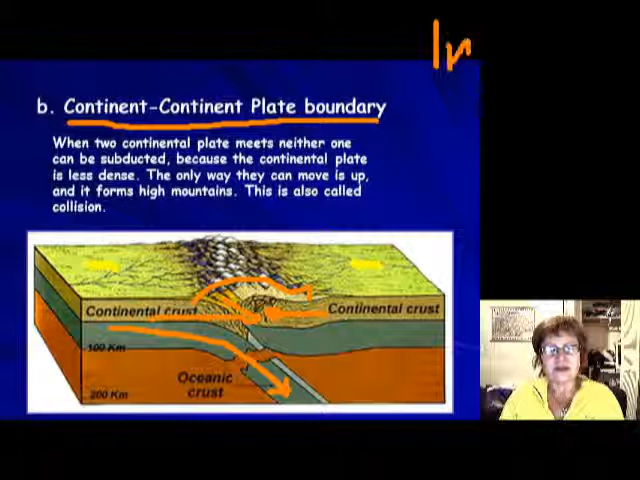 In
b. Continent-Continent Plate boundary
When two continental plate meets neither one
can be subducted, because the continental plate
is less dense. The only way they can move is up,
and it forms high mountains. This is also called
collision.
Continental crust
Continental crust
100 Km
Oceanic
crust
200 Km